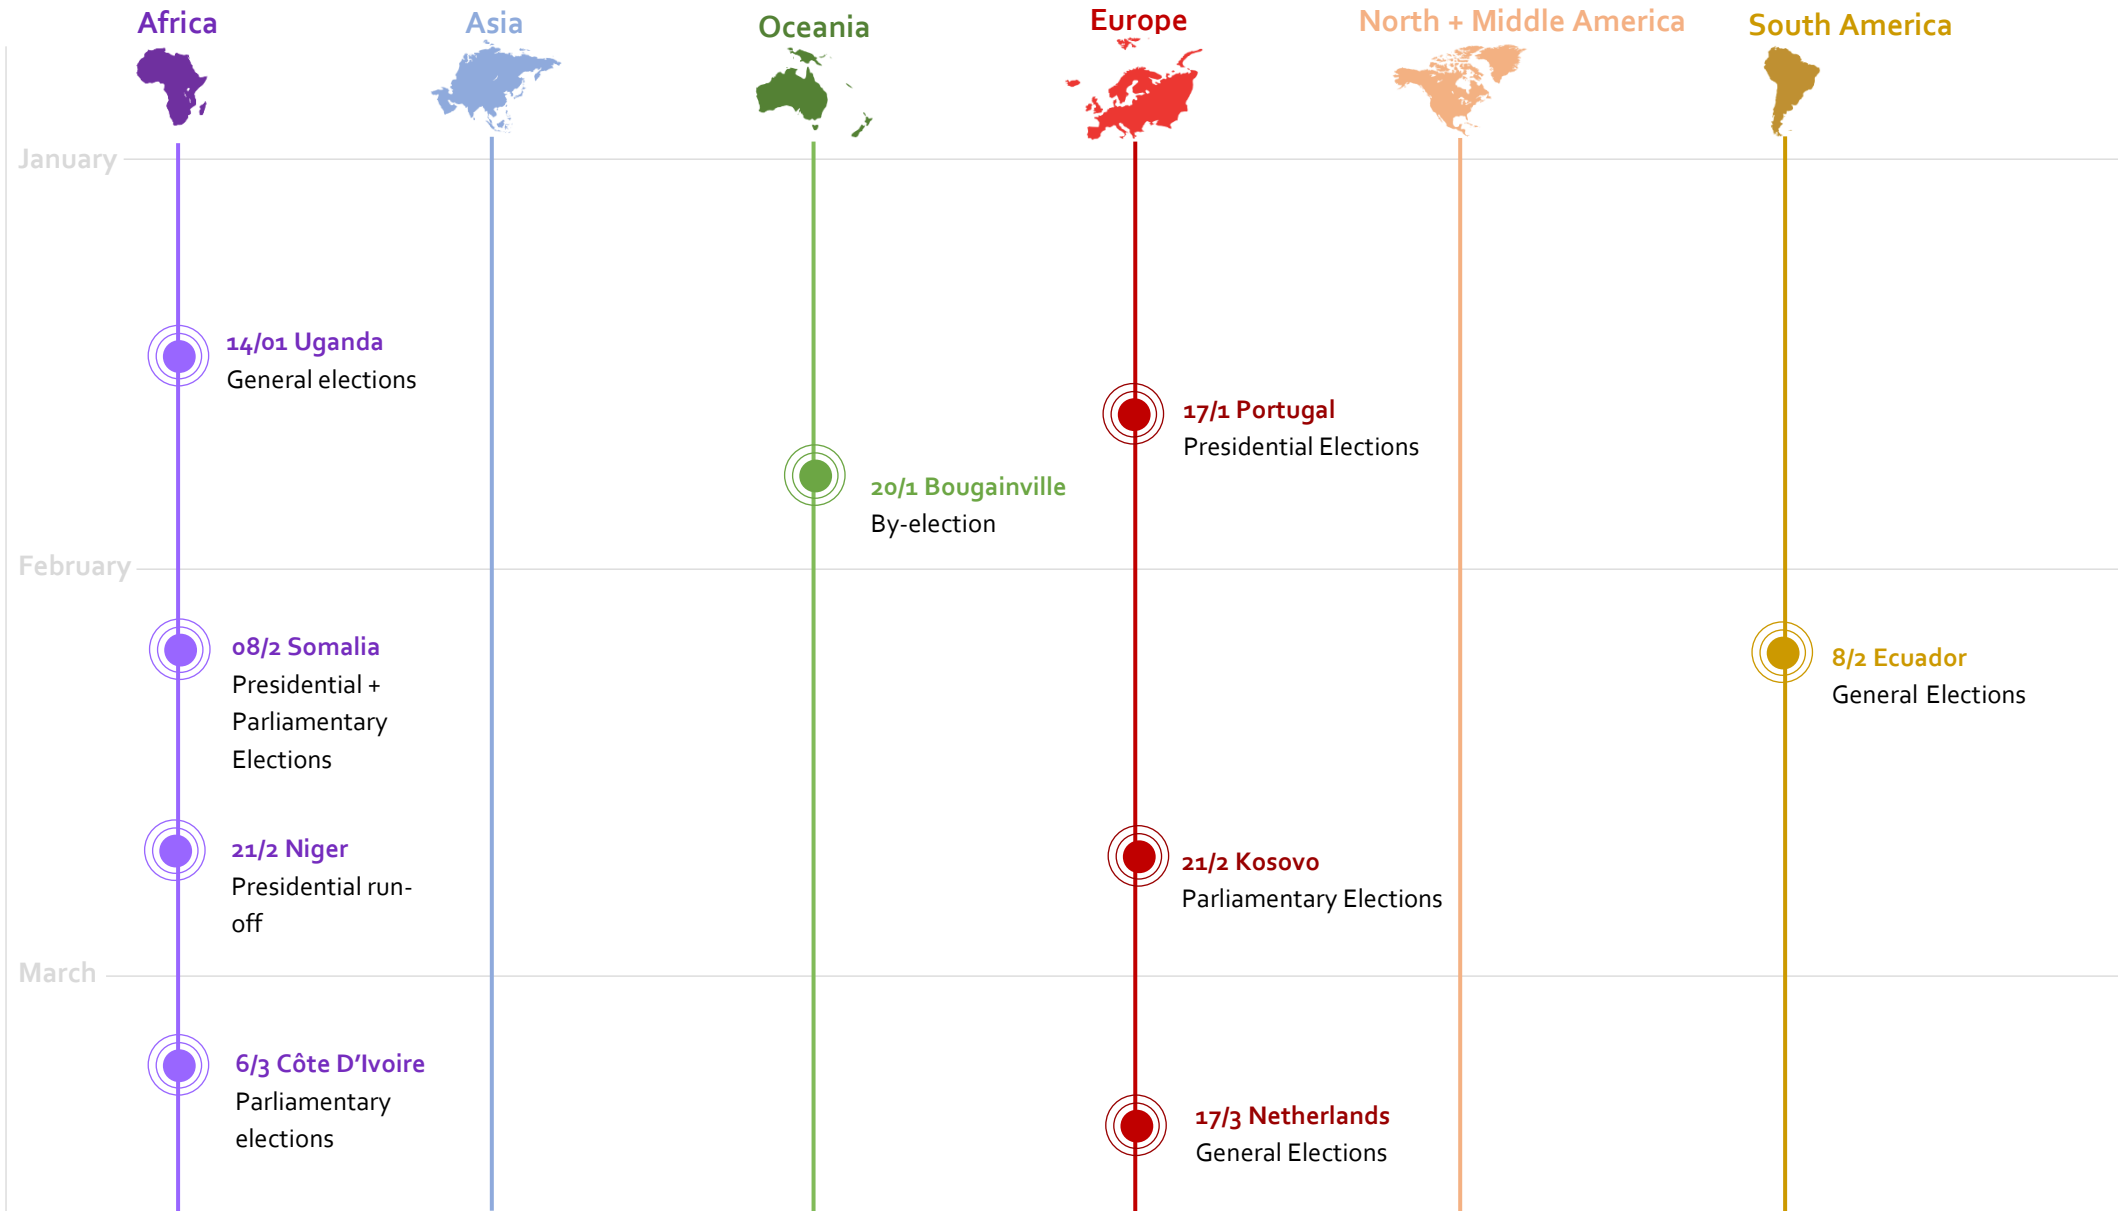 Africa
Asia
Oceania
Europe
North + Middle America
South America
January
14/01 Uganda
General elections
17/1 Portugal
Presidential Elections
20/1 Bougainville
By-election
February
08/2 Somalia
Presidential +
Parliamentary
Elections
8/2 Ecuador
General Elections
21/2 Niger
Presidential run-
off
21/2 Kosovo
Parliamentary Elections
March
6/3 Côte D’Ivoire
Parliamentary
elections
17/3 Netherlands
General Elections